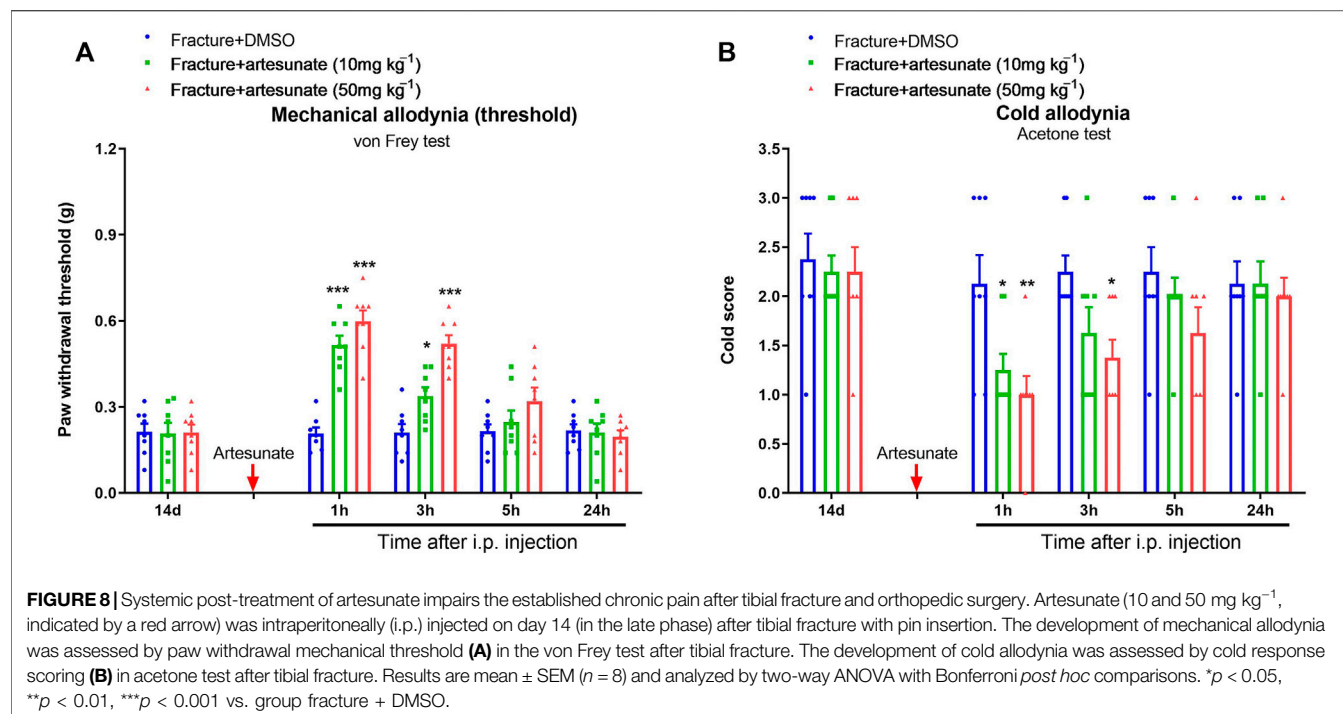 A
Fracture+DMSO
Fracture+artesunate (10mg kg⁻¹)
Fracture+artesunate (50mg kg⁻¹)
Mechanical allodynia (threshold)
von Frey test
Paw withdrawal threshold (g)
1.2
0.9
0.6
0.3
0.0
***
***
*
***
Artesunate
14d
1h
3h
5h
24h
Time after i.p. injection
B
Fracture+DMSO
Fracture+artesunate (10mg kg⁻¹)
Fracture+artesunate (50mg kg⁻¹)
Cold allodynia
Acetone test
Cold score
3.5
3.0
2.5
2.0
1.5
1.0
0.5
0.0
*
**
*
Artesunate
14d
1h
3h
5h
24h
Time after i.p. injection
FIGURE 8 | Systemic post-treatment of artesunate impairs the established chronic pain after tibial fracture and orthopedic surgery. Artesunate (10 and 50 mg kg⁻¹,
indicated by a red arrow) was intraperitoneally (i.p.) injected on day 14 (in the late phase) after tibial fracture with pin insertion. The development of mechanical allodynia
was assessed by paw withdrawal mechanical threshold (A) in the von Frey test after tibial fracture. The development of cold allodynia was assessed by cold response
scoring (B) in acetone test after tibial fracture. Results are mean ± SEM (n = 8) and analyzed by two-way ANOVA with Bonferroni post hoc comparisons. *p < 0.05,
**p < 0.01, ***p < 0.001 vs. group fracture + DMSO.